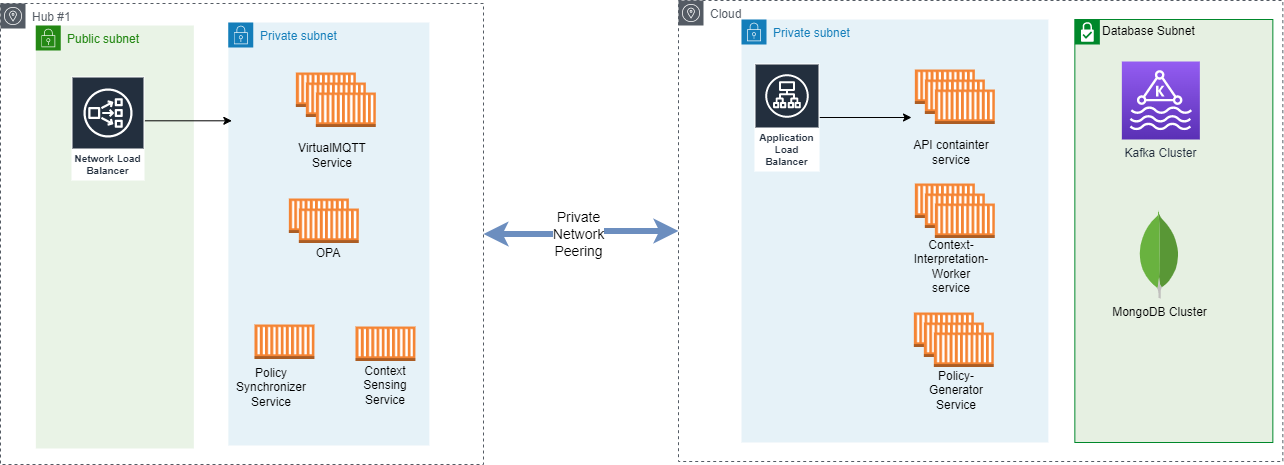 Hub #1
Public subnet
Network Load
Balancer
Private subnet
VirtualMQTT
Service
OPA
Policy
Synchronizer
Service
Context
Sensing
Service
Private
Network
Peering
Cloud
Private subnet
Application
Load
Balancer
API containter
service
Context-
Interpretation-
Worker
service
Policy-
Generator
Service
Database Subnet
K
Kafka Cluster
MongoDB Cluster